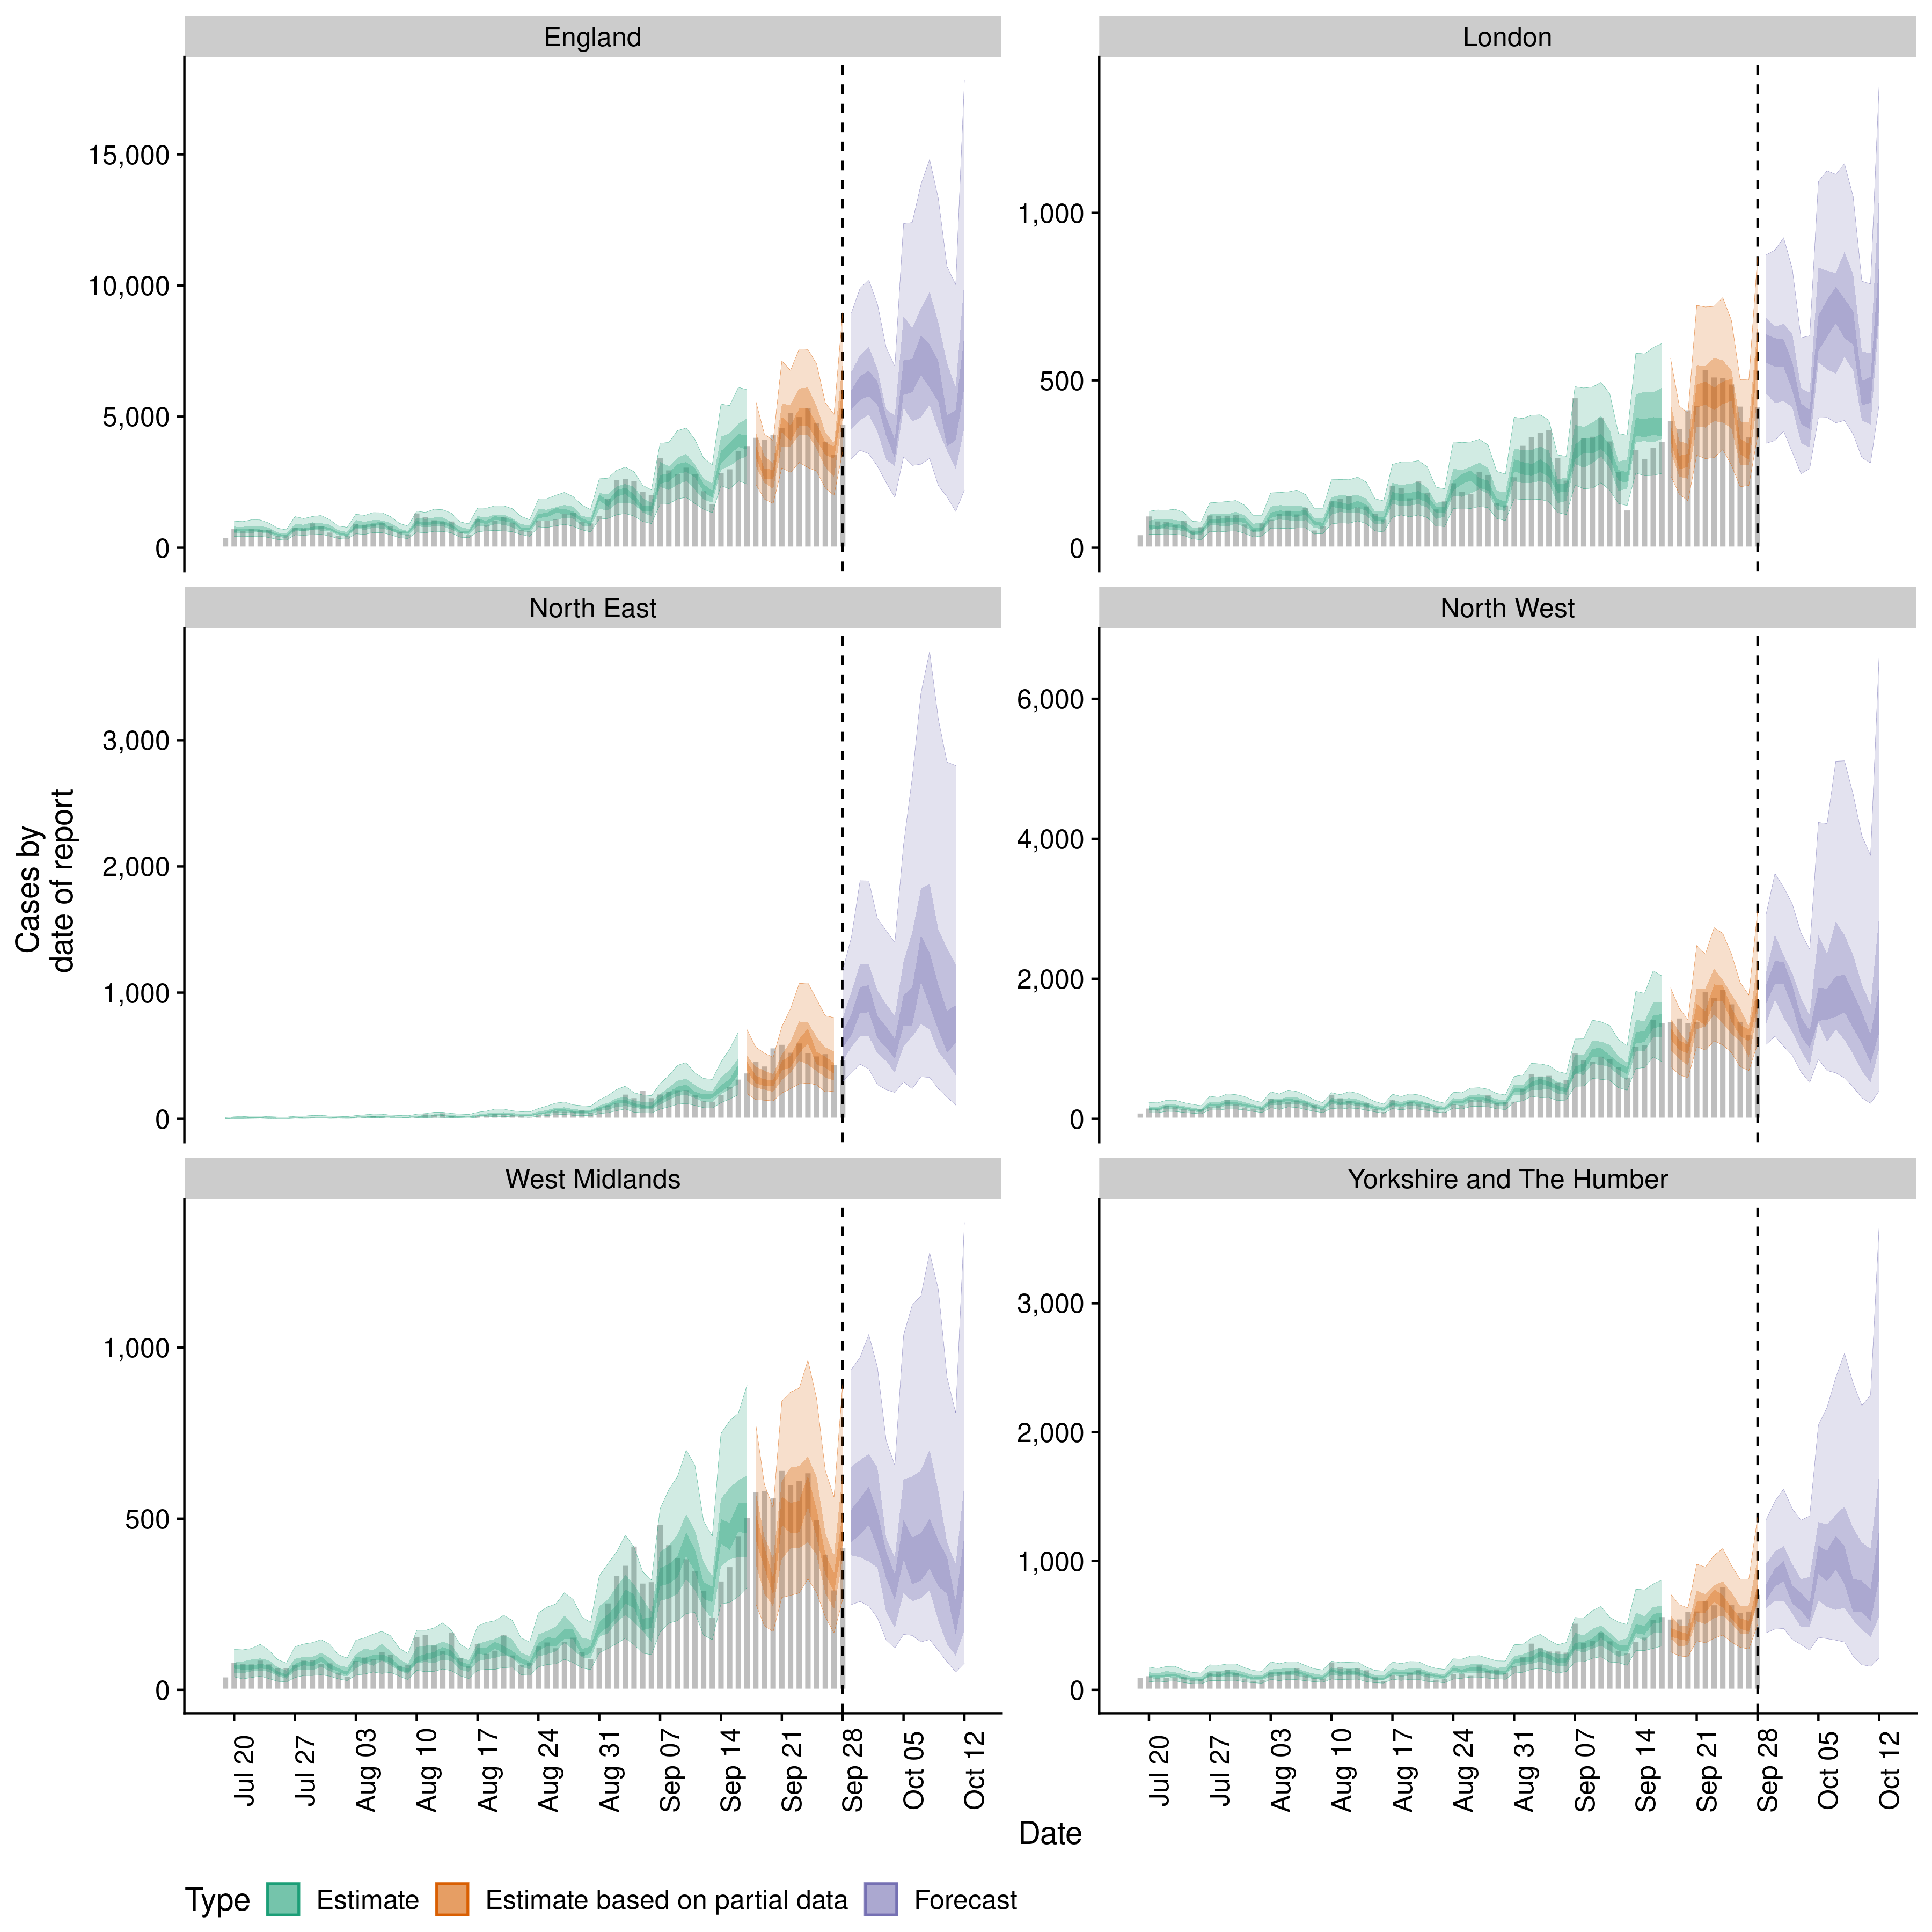 England
London
15,000
10,000
5,000
0
1,000
500
0
North East
North West
3,000
2,000
1,000
0
6,000
4,000
2,000
0
West Midlands
Yorkshire and The Humber
1,000
500
0
3,000
2,000
1,000
0
Cases by
date of report
Jul 20
Jul 27
Aug 03
Aug 10
Aug 17
Aug 24
Aug 31
Sep 07
Sep 14
Sep 21
Sep 28
Oct 05
Oct 12
Jul 20
Jul 27
Aug 03
Aug 10
Aug 17
Aug 24
Aug 31
Sep 07
Sep 14
Sep 21
Sep 28
Oct 05
Oct 12
Date
Type Estimate Estimate based on partial data Forecast